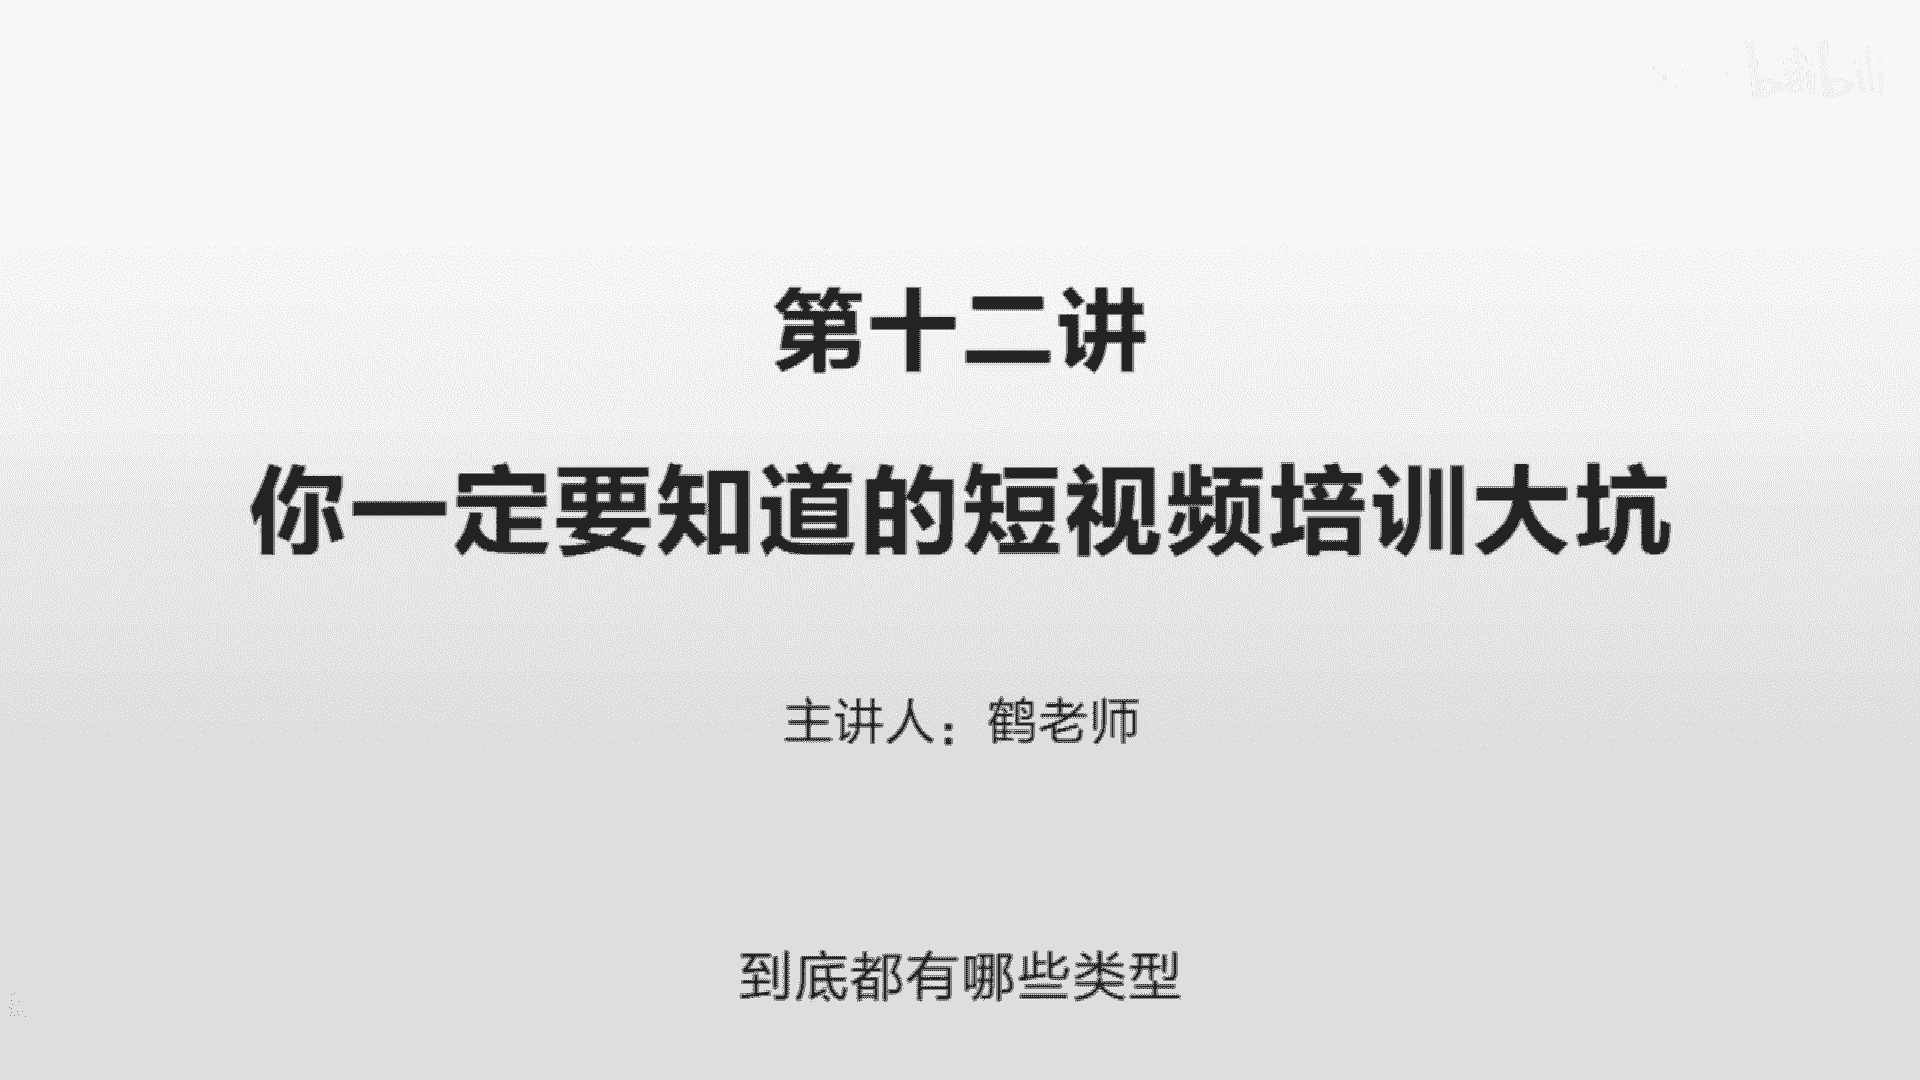 bilibili
第十二讲
你一定要知道的短视频培训大坑
主讲人：鹤老师
到底都有哪些类型